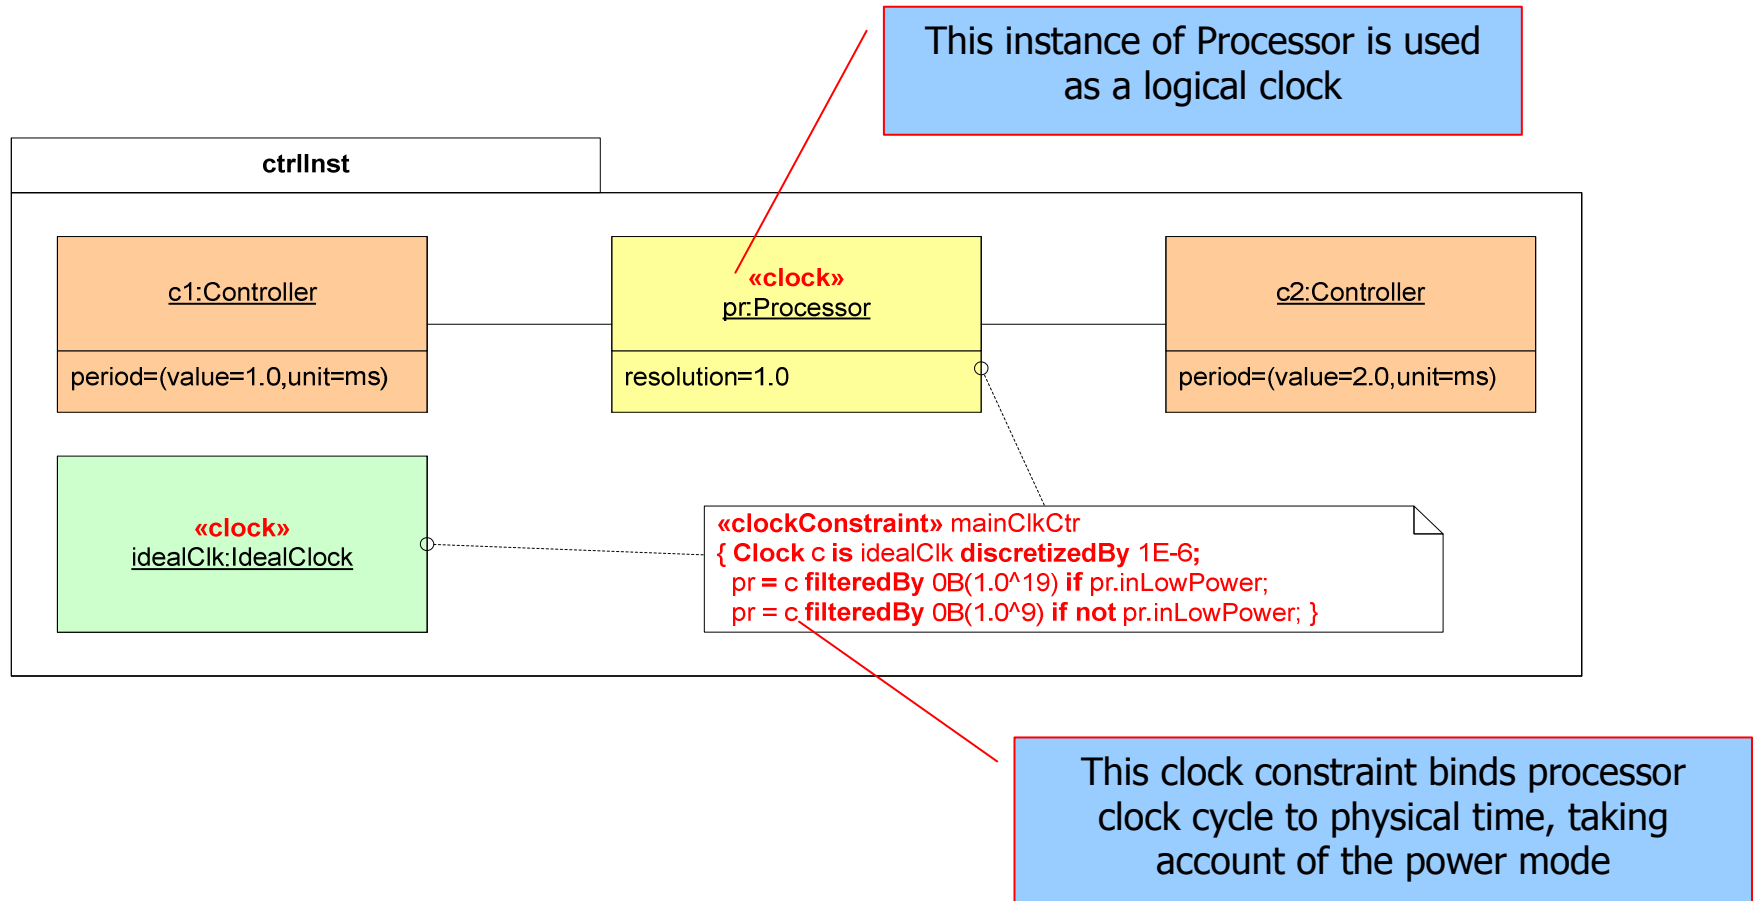 This instance of Processor is used
as a logical clock
ctrlInst
«clock»
c1:Controller
pr:Processor
c2:Controller
period=(value=1.0,unit=ms)
resolution=1.0
period=(value=2.0,unit=ms)
«clock»
idealClk:IdealClock
«clockConstraint» mainClkCtr
{ Clock c is idealClk discretizedBy 1E-6;
pr = c filteredBy 0B(1.0^19) if pr.inLowPower;
pr = c filteredBy 0B(1.0^9) if not pr.inLowPower; }
This clock constraint binds processor
clock cycle to physical time, taking
account of the power mode